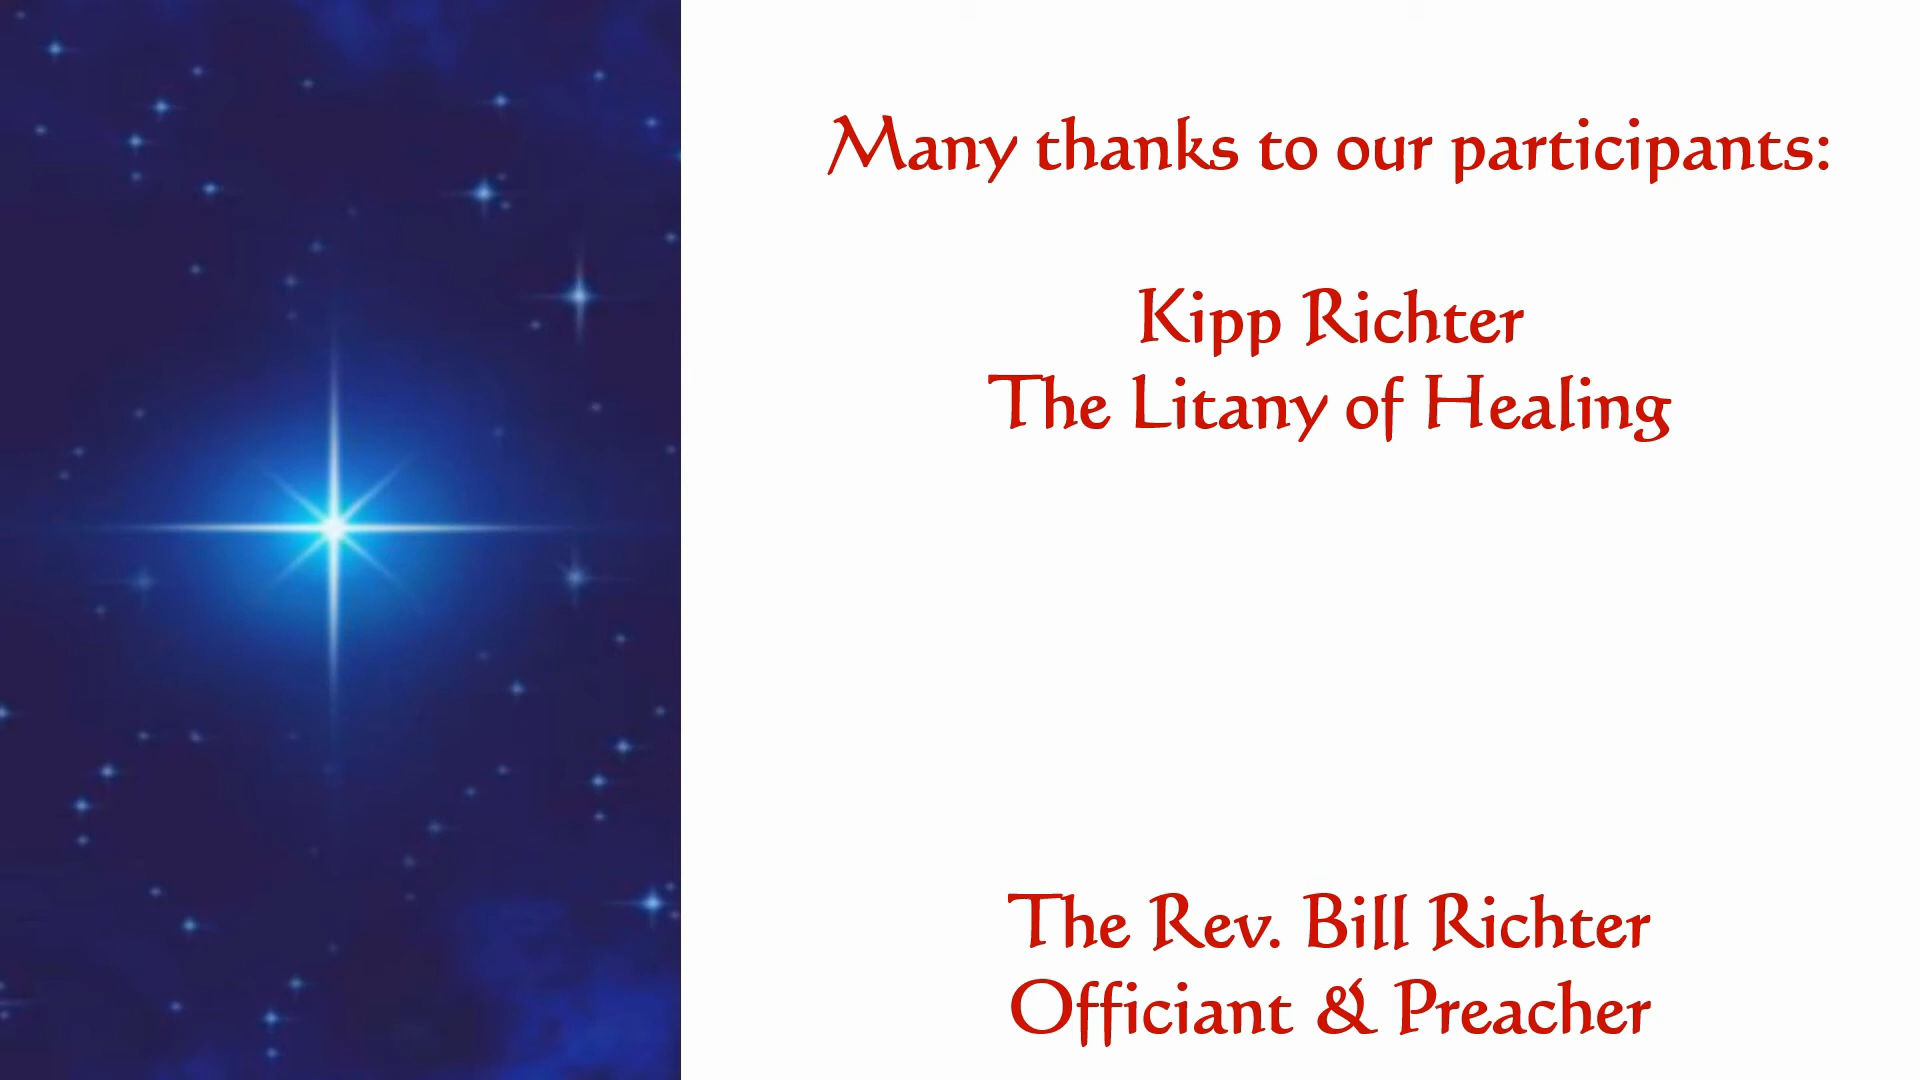 Many thanks to our participants:
Kipp Richter
The Litany of Healing
The Rev. Bill Richter
Officiant & Preacher